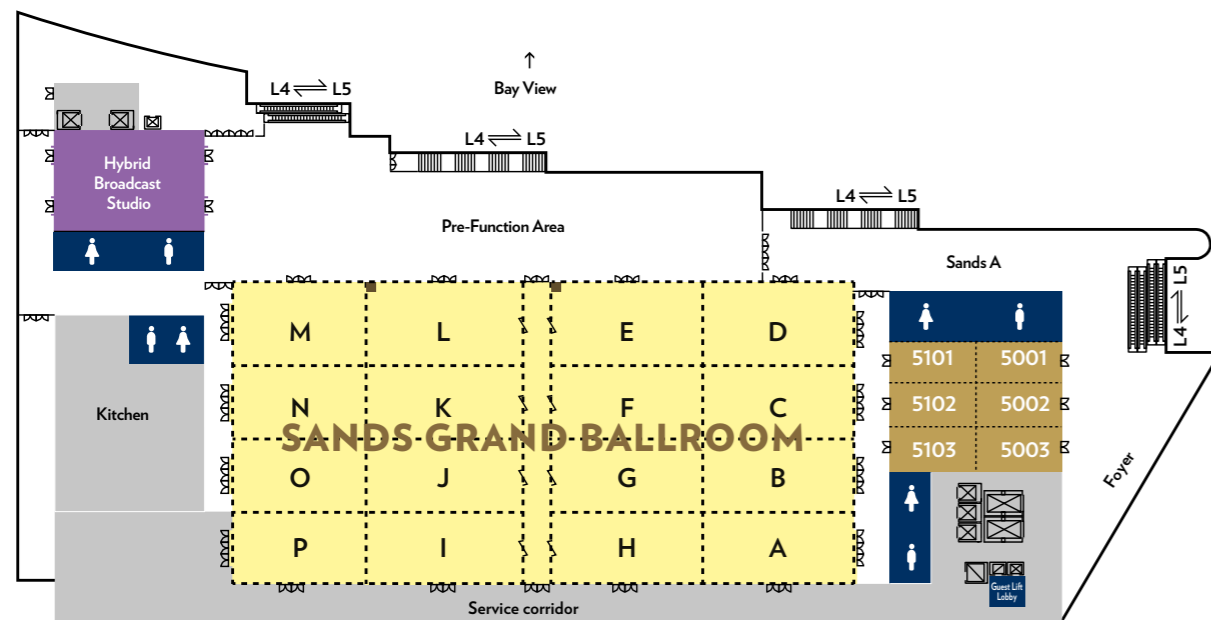 Bay View
L4 L5
L4 L5
L4 L5
L4 L5
Hybrid
Broadcast
Studio
Pre-Function Area
Sands A
M L E D
5101 5001
Kitchen
N K F C
5102 5002
SANDS GRAND BALLROOM
5103 5003
O J G B
Foyer
P I H A
Guest Lift
Lobby
Service corridor